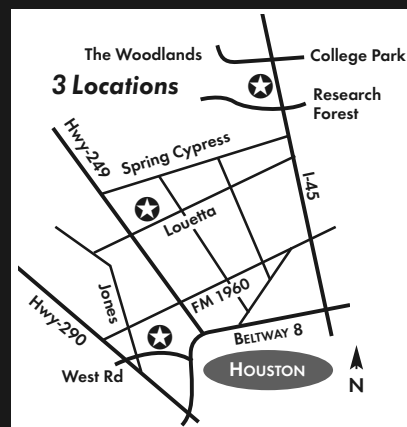 The Woodlands
College Park
3 Locations
Research
Forest
Hwy-249
Spring Cypress
I-45
Louetta
Jones
FM 1960
Hwy-290
BELTWAY 8
West Rd
HOUSTON
N